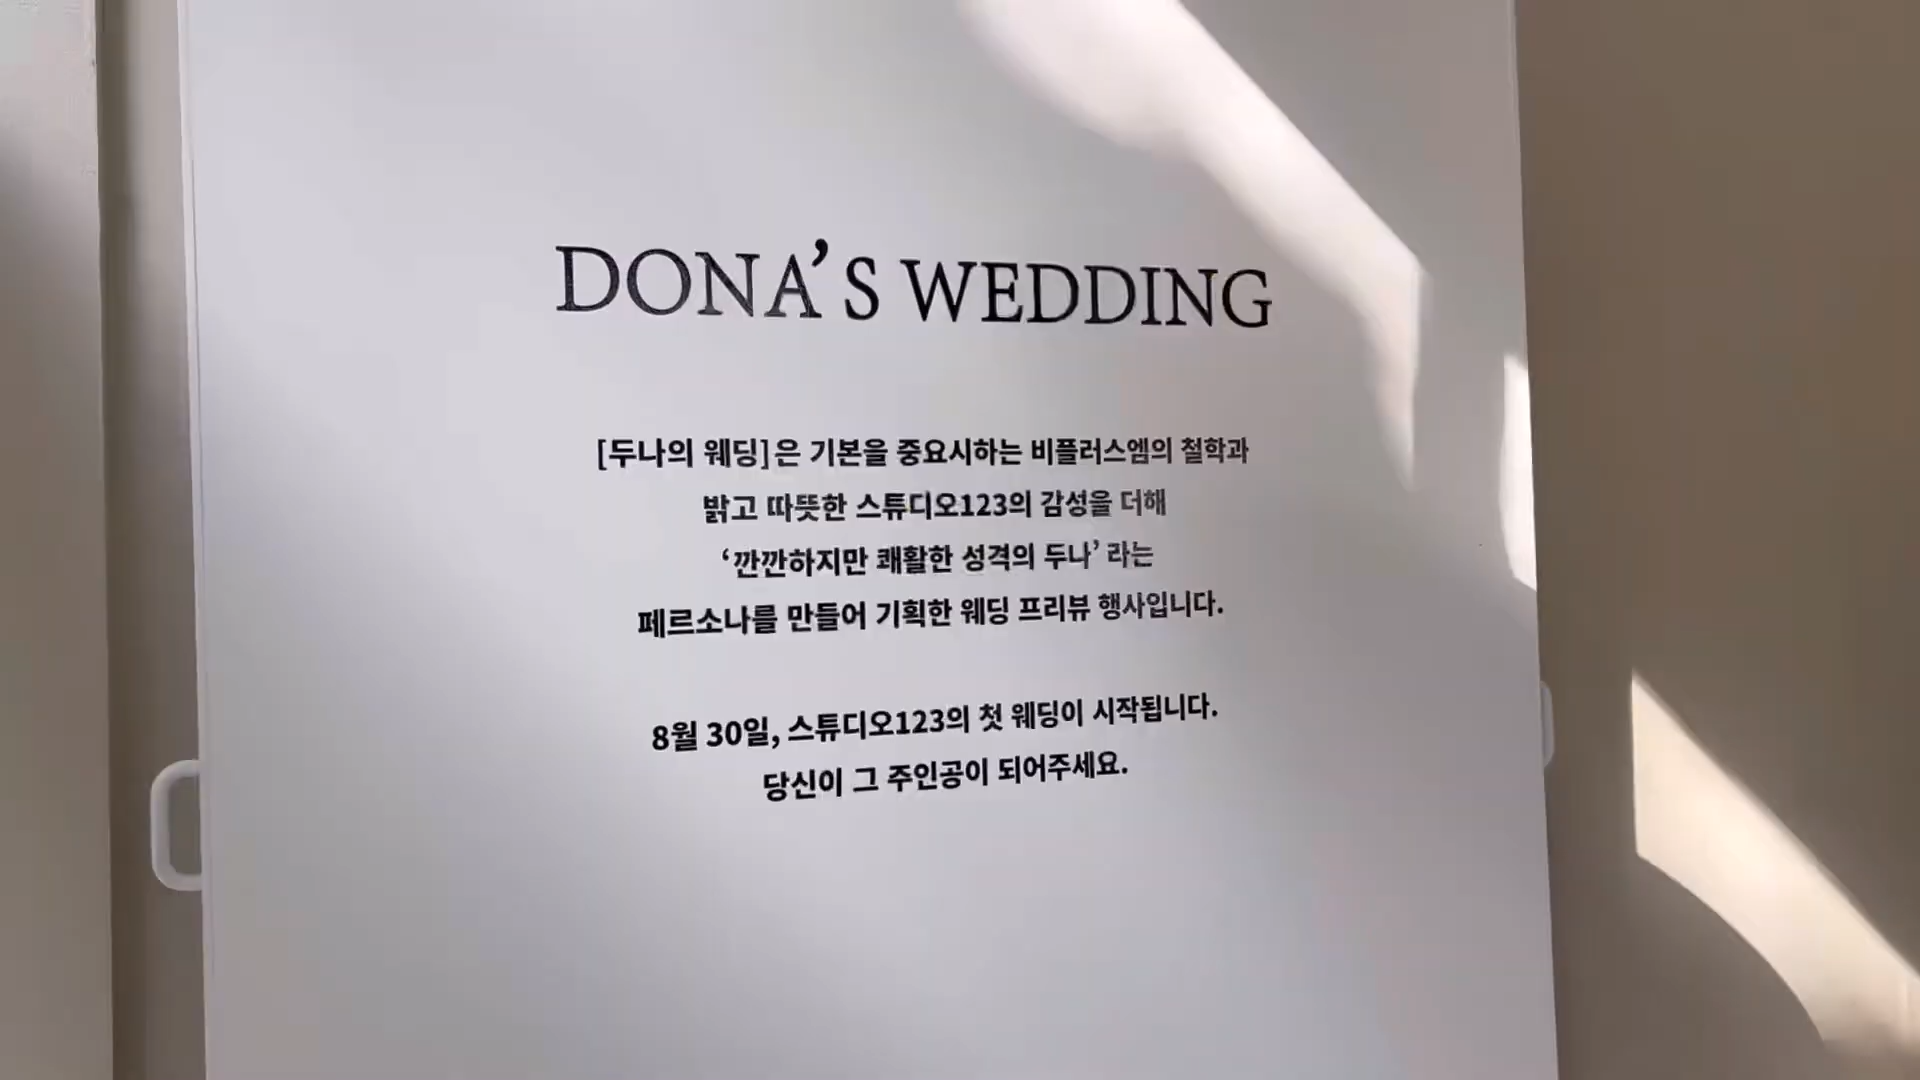 DONA'S WEDDING
[두나의 웨딩]은 기본을 중요시하는 비플러스엠의 철학과
밝고 따뜻한 스튜디오123의 감성을 더해
‘깐깐하지만 쾌활한 성격의 두나’ 라는
페르소나를 만들어 기획한 웨딩 프리뷰 행사입니다.
8월 30일, 스튜디오123의 첫 웨딩이 시작됩니다.
당신이 그 주인공이 되어주세요.